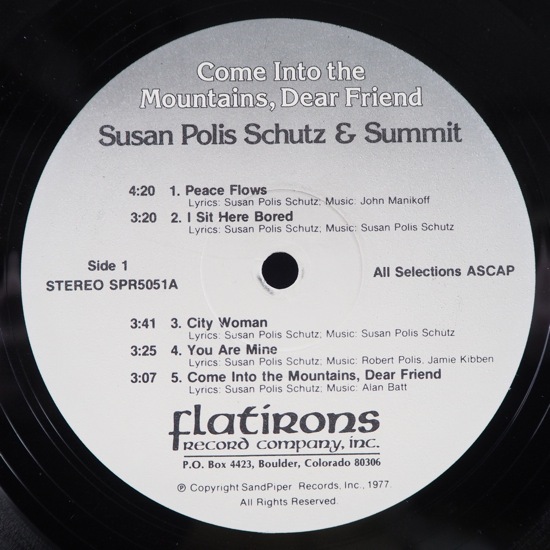 Come Into the
Mountains, Dear Friend
Susan Polis Schutz & Summit
4:20 1. Peace Flows
Lyrics: Susan Polis Schutz; Music: John Manikoff
3:20 2. I Sit Here Bored
Lyrics: Susan Polis Schutz; Music: Susan Polis Schutz
Side 1
STEREO SPR5051A
All Selections ASCAP
3:41 3. City Woman
Lyrics: Susan Polis Schutz; Music: Susan Polis Schutz
3:25 4. You Are Mine
Lyrics: Susan Polis Schutz; Music: Robert Polis, Jamie Kibben
3:07 5. Come Into the Mountains, Dear Friend
Lyrics: Susan Polis Schutz; Music: Alan Batt
flatirons
RECORD COMPANY, INC.
P.O. Box 4423, Boulder, Colorado 80306
℗ Copyright SandPiper Records, Inc., 1977.
All Rights Reserved.